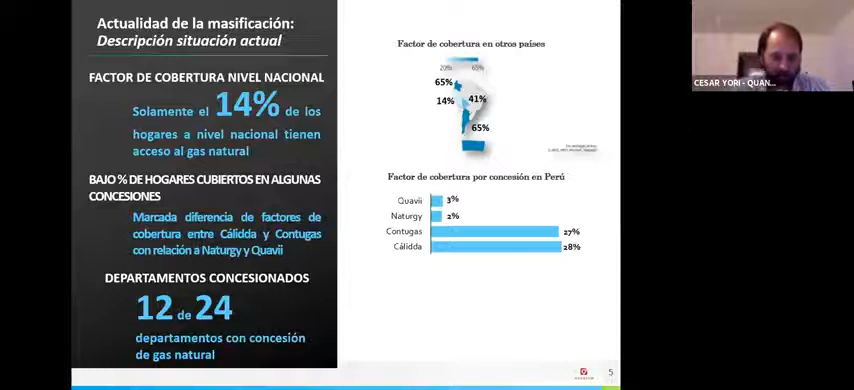 Actualidad de la masificación:
Descripción situación actual
FACTOR DE COBERTURA NIVEL NACIONAL
Solamente el 14% de los
hogares a nivel nacional tienen
acceso al gas natural
BAJO % DE HOGARES CUBIERTOS EN ALGUNAS
CONCESIONES
Marcada diferencia de factores de
cobertura entre Cálidda y Contugas
con relación a Naturgy y Quavii
DEPARTAMENTOS CONCESIONADOS
12 de 24
departamentos con concesión
de gas natural
Factor de cobertura en otros países
20% 65%
65%
14% 41%
65%
Factor de cobertura por concesión en Perú
Quavii 3%
Naturgy 2%
Contugas 27%
Cálidda 28%
5
CESAR YORI - QUAN...